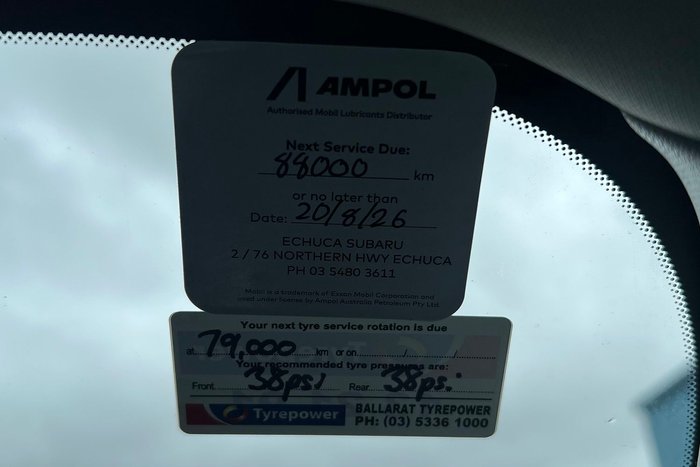 AMPOL
Authorised Mobil Lubricants Distributor
Next Service Due:
88000 km
or no later than
Date: 20/8/26
ECHUCA SUBARU
2 / 76 NORTHERN HWY ECHUCA
PH 03 5480 3611
Mobil is a trademark of Exxon Mobil Corporation and
used under license by Ampol Australia Petroleum Pty Ltd.
Your next tyre service rotation is due
at 79,000 km or on / /
Your recommended tyre pressures are:
Front 38psi Rear 38psi
Tyrepower BALLARAT TYREPOWER
PH: (03) 5336 1000